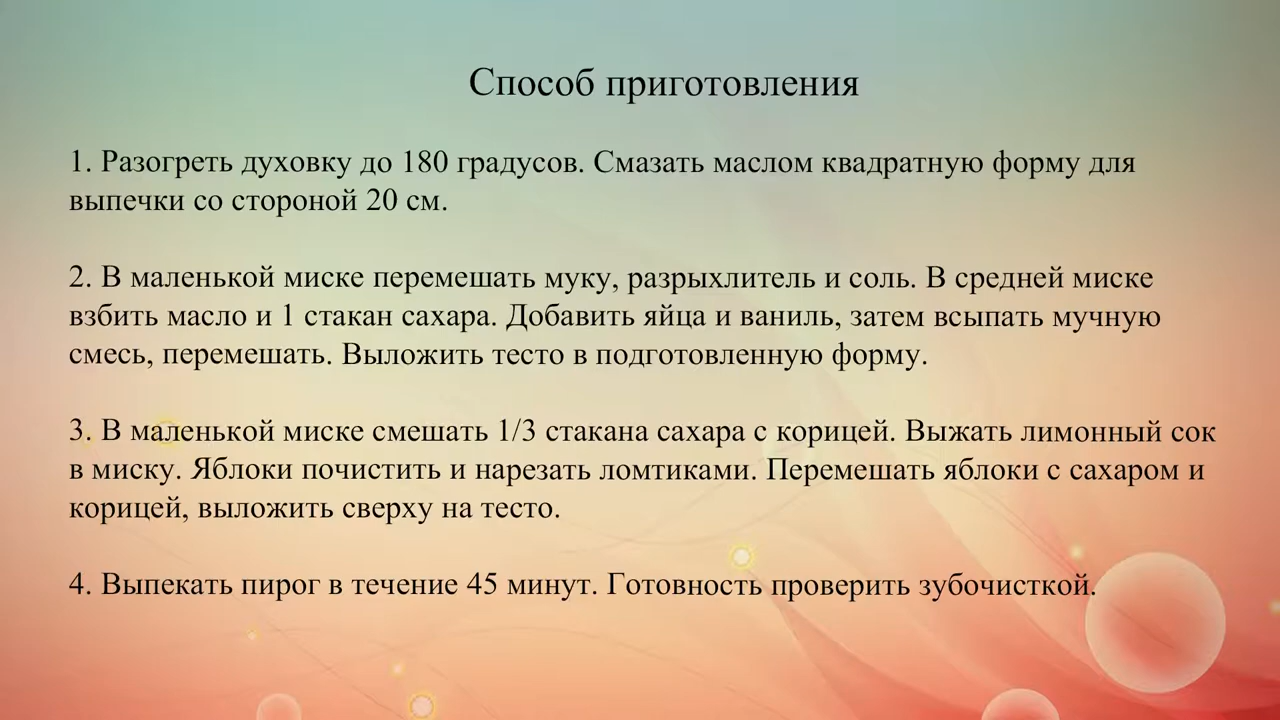 Способ приготовления
1. Разогреть духовку до 180 градусов. Смазать маслом квадратную форму для
выпечки со стороной 20 см.
2. В маленькой миске перемешать муку, разрыхлитель и соль. В средней миске
взбить масло и 1 стакан сахара. Добавить яйца и ваниль, затем всыпать мучную
смесь, перемешать. Выложить тесто в подготовленную форму.
3. В маленькой миске смешать 1/3 стакана сахара с корицей. Выжать лимонный сок
в миску. Яблоки почистить и нарезать ломтиками. Перемешать яблоки с сахаром и
корицей, выложить сверху на тесто.
4. Выпекать пирог в течение 45 минут. Готовность проверить зубочисткой.